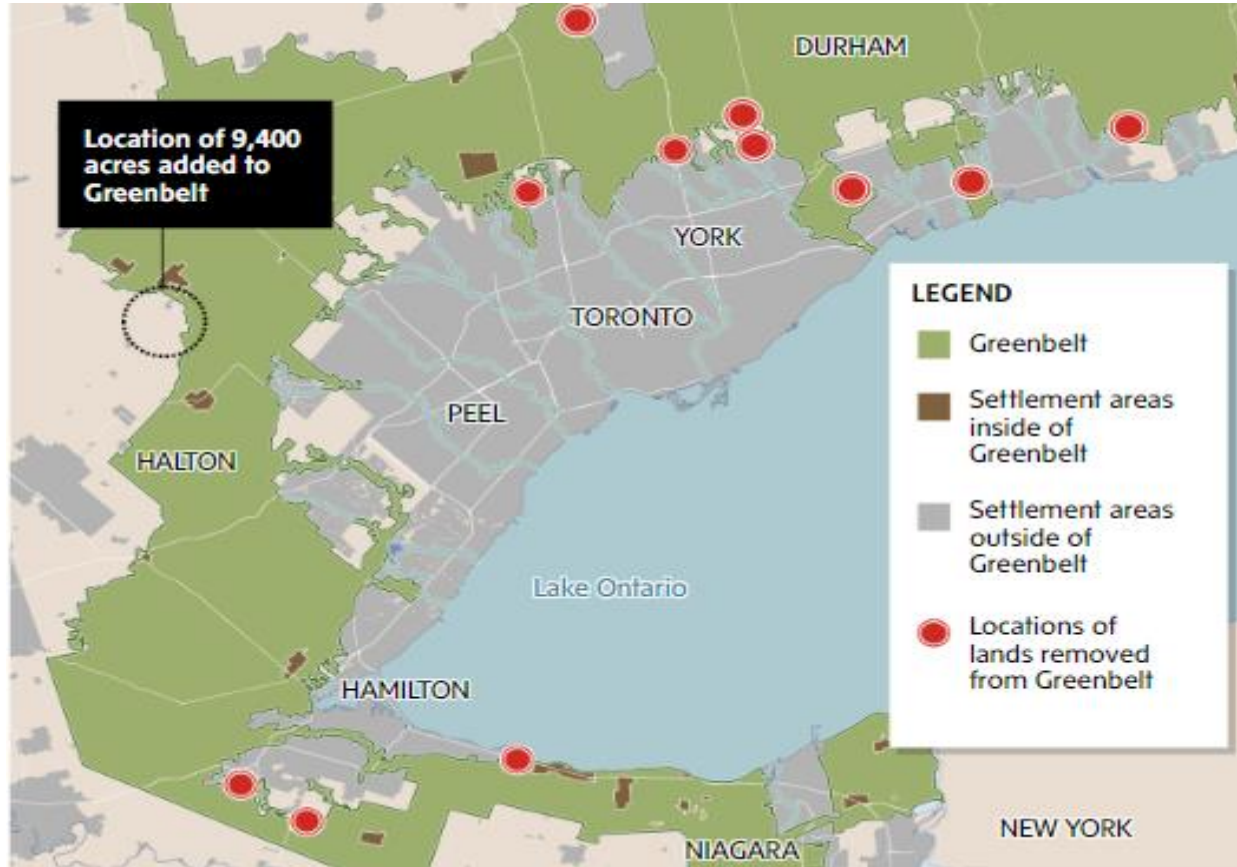 DURHAM
Location of 9,400
acres added to
Greenbelt
YORK
LEGEND
Greenbelt
TORONTO
Settlement areas
inside of
Greenbelt
PEEL
HALTON
Settlement areas
outside of
Greenbelt
Lake Ontario
Locations of
lands removed
from Greenbelt
HAMILTON
NEW YORK
NIAGARA